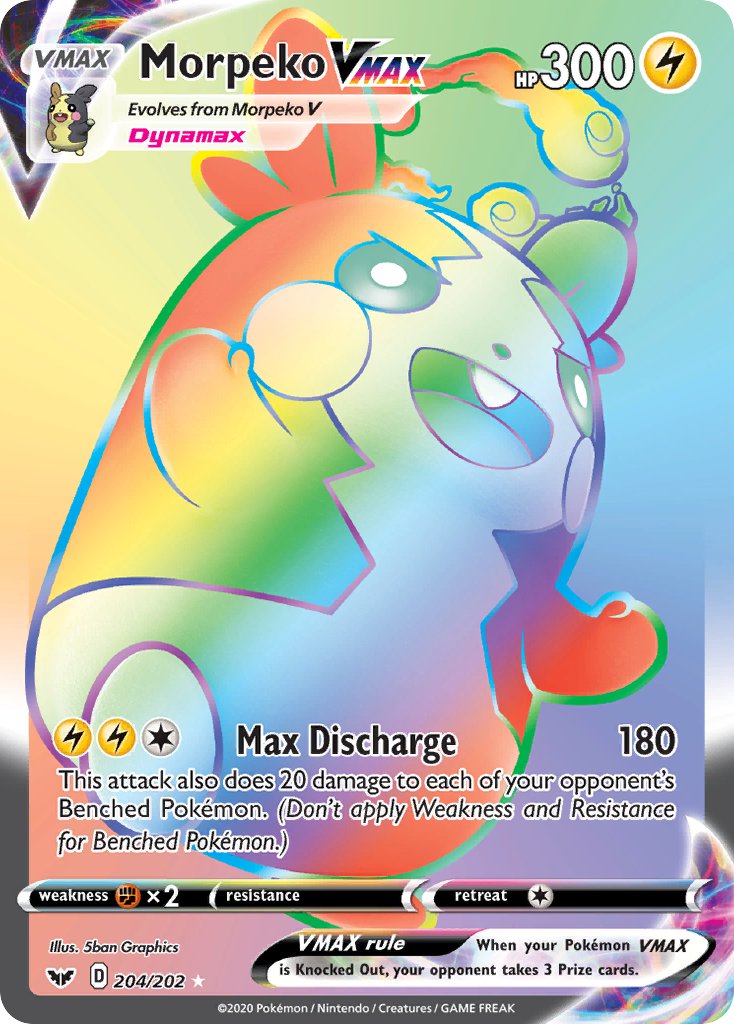 VMAX Morpeko VMAX HP 300
Evolves from Morpeko V
Dynamax
Max Discharge 180
This attack also does 20 damage to each of your opponent's
Benched Pokémon. (Don't apply Weakness and Resistance
for Benched Pokémon.)
weakness ×2 resistance retreat
Illus. 5ban Graphics
VMAX rule When your Pokémon VMAX
is Knocked Out, your opponent takes 3 Prize cards.
D 204/202
©2020 Pokémon / Nintendo / Creatures / GAME FREAK